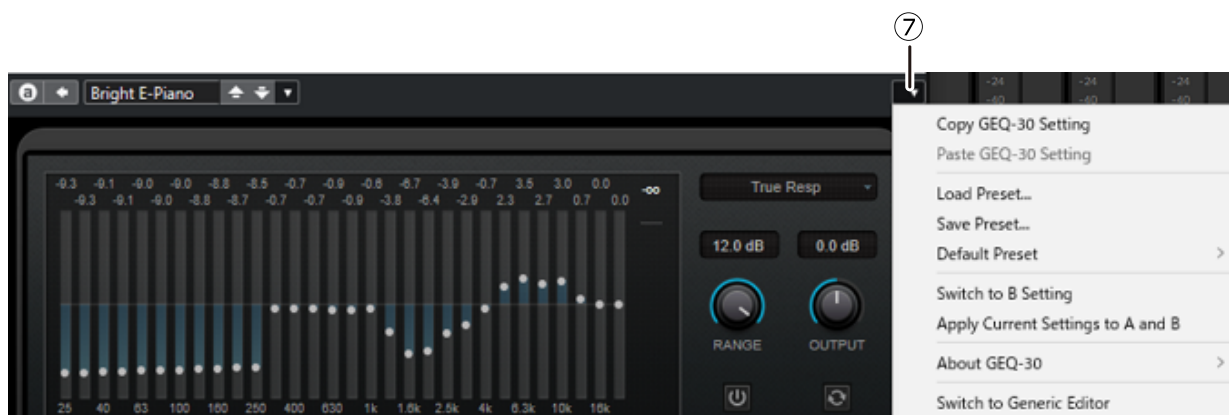 ⑦
-24 -24 -24
-40 -40 -40
a Bright E-Piano
-9.3 -9.1 -9.0 -9.0 -8.8 -8.5 -0.7 -0.9 -0.6 -6.7 -3.9 -0.7 3.5 3.0 0.0
-9.3 -9.1 -9.0 -8.8 -8.7 -0.7 -0.7 -0.9 -3.8 -6.4 -2.9 2.3 2.7 0.7 0.0
-∞
25 40 63 100 160 250 400 630 1k 1.6k 2.5k 4k 6.3k 10k 16k
True Resp
12.0 dB 0.0 dB
RANGE OUTPUT
Copy GEQ-30 Setting
Paste GEQ-30 Setting
Load Preset...
Save Preset...
Default Preset
Switch to B Setting
Apply Current Settings to A and B
About GEQ-30
Switch to Generic Editor